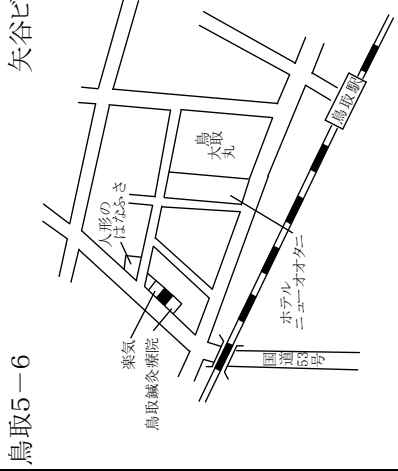 鳥取5-6
矢谷ビ
人形の
はなふさ
鳥取
大丸
鳥取駅
楽気
鳥取鍼灸療院
ホテル
ニューオオタニ
国道
53号